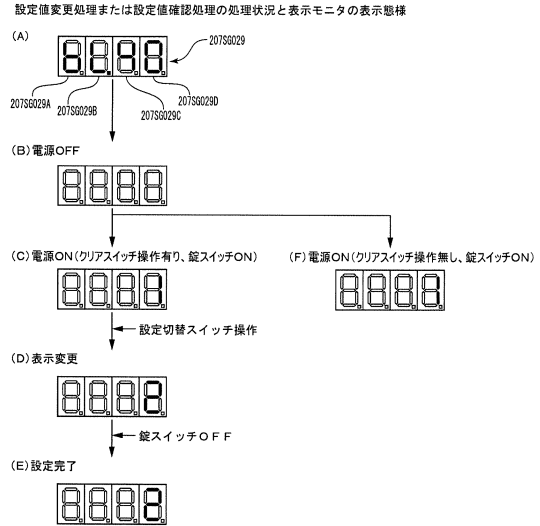 設定値変更処理または設定値確認処理の処理状況と表示モニタの表示態様
(A)
207SG029
207SG029A
207SG029B
207SG029C
207SG029D
(B)電源OFF
(C)電源ON(クリアスイッチ操作有り、錠スイッチON)
(F)電源ON(クリアスイッチ操作無し、錠スイッチON)
1
1
設定切替スイッチ操作
(D)表示変更
2
錠スイッチOFF
(E)設定完了
2